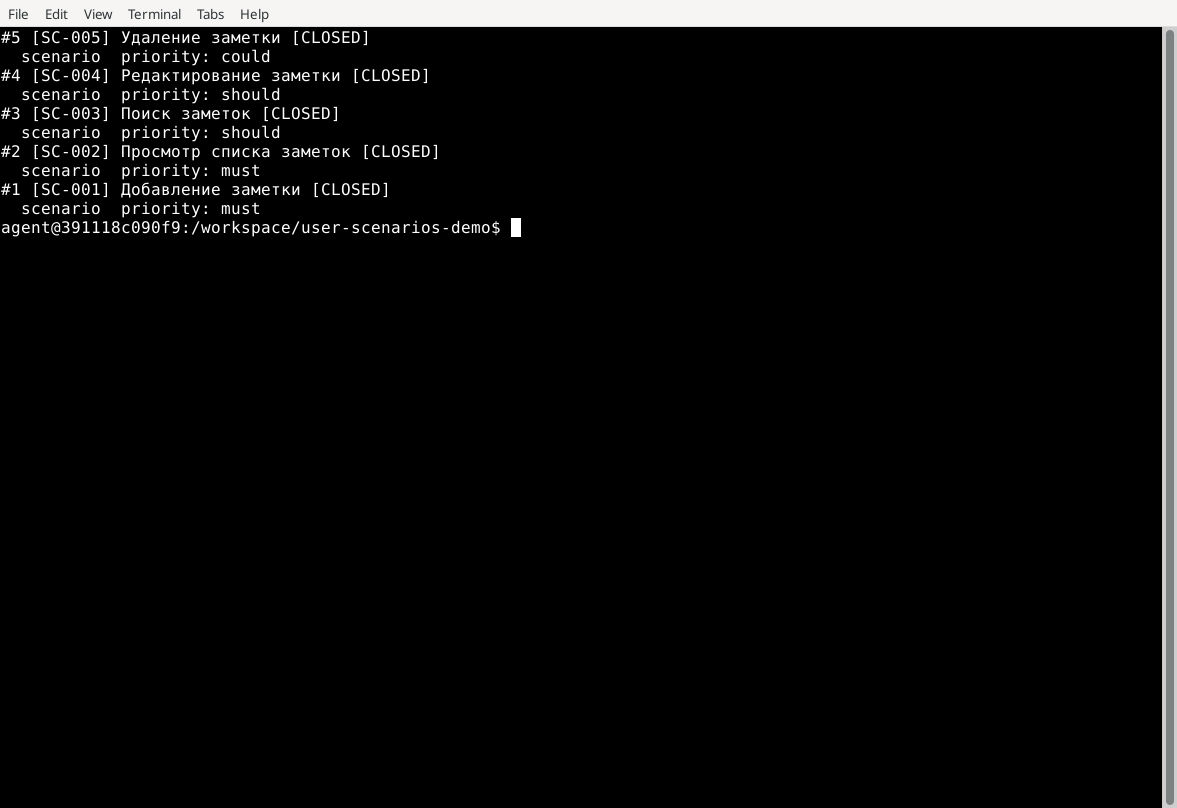 File Edit View Terminal Tabs Help
#5 [SC-005] Удаление заметки [CLOSED]
  scenario  priority: could
#4 [SC-004] Редактирование заметки [CLOSED]
  scenario  priority: should
#3 [SC-003] Поиск заметок [CLOSED]
  scenario  priority: should
#2 [SC-002] Просмотр списка заметок [CLOSED]
  scenario  priority: must
#1 [SC-001] Добавление заметки [CLOSED]
  scenario  priority: must
agent@391118c090f9:/workspace/user-scenarios-demo$